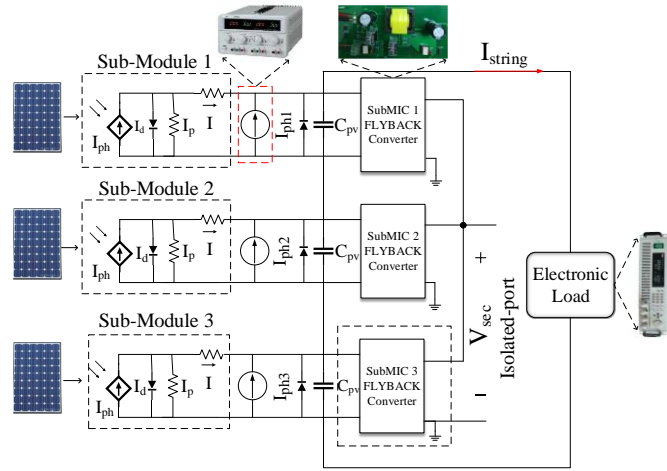 I_string
Sub-Module 1
I_ph
I_d
I_p
I
I_ph1
C_pv
SubMIC 1
FLYBACK
Converter
Sub-Module 2
I_ph
I_d
I_p
I
I_ph2
C_pv
SubMIC 2
FLYBACK
Converter
+
V_sec
Isolated-port
−
Electronic
Load
Sub-Module 3
I_ph
I_d
I_p
I
I_ph3
C_pv
SubMIC 3
FLYBACK
Converter